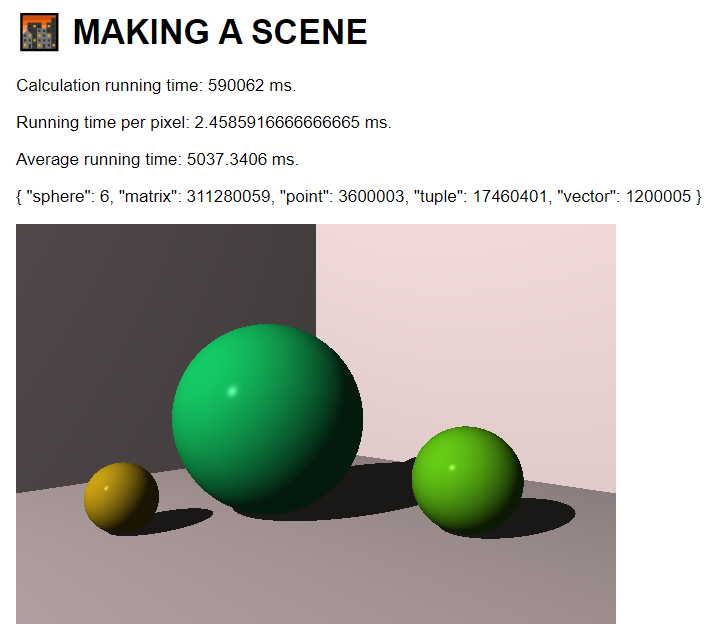 MAKING A SCENE
Calculation running time: 590062 ms.
Running time per pixel: 2.4585916666666665 ms.
Average running time: 5037.3406 ms.
{ "sphere": 6, "matrix": 311280059, "point": 3600003, "tuple": 17460401, "vector": 1200005 }